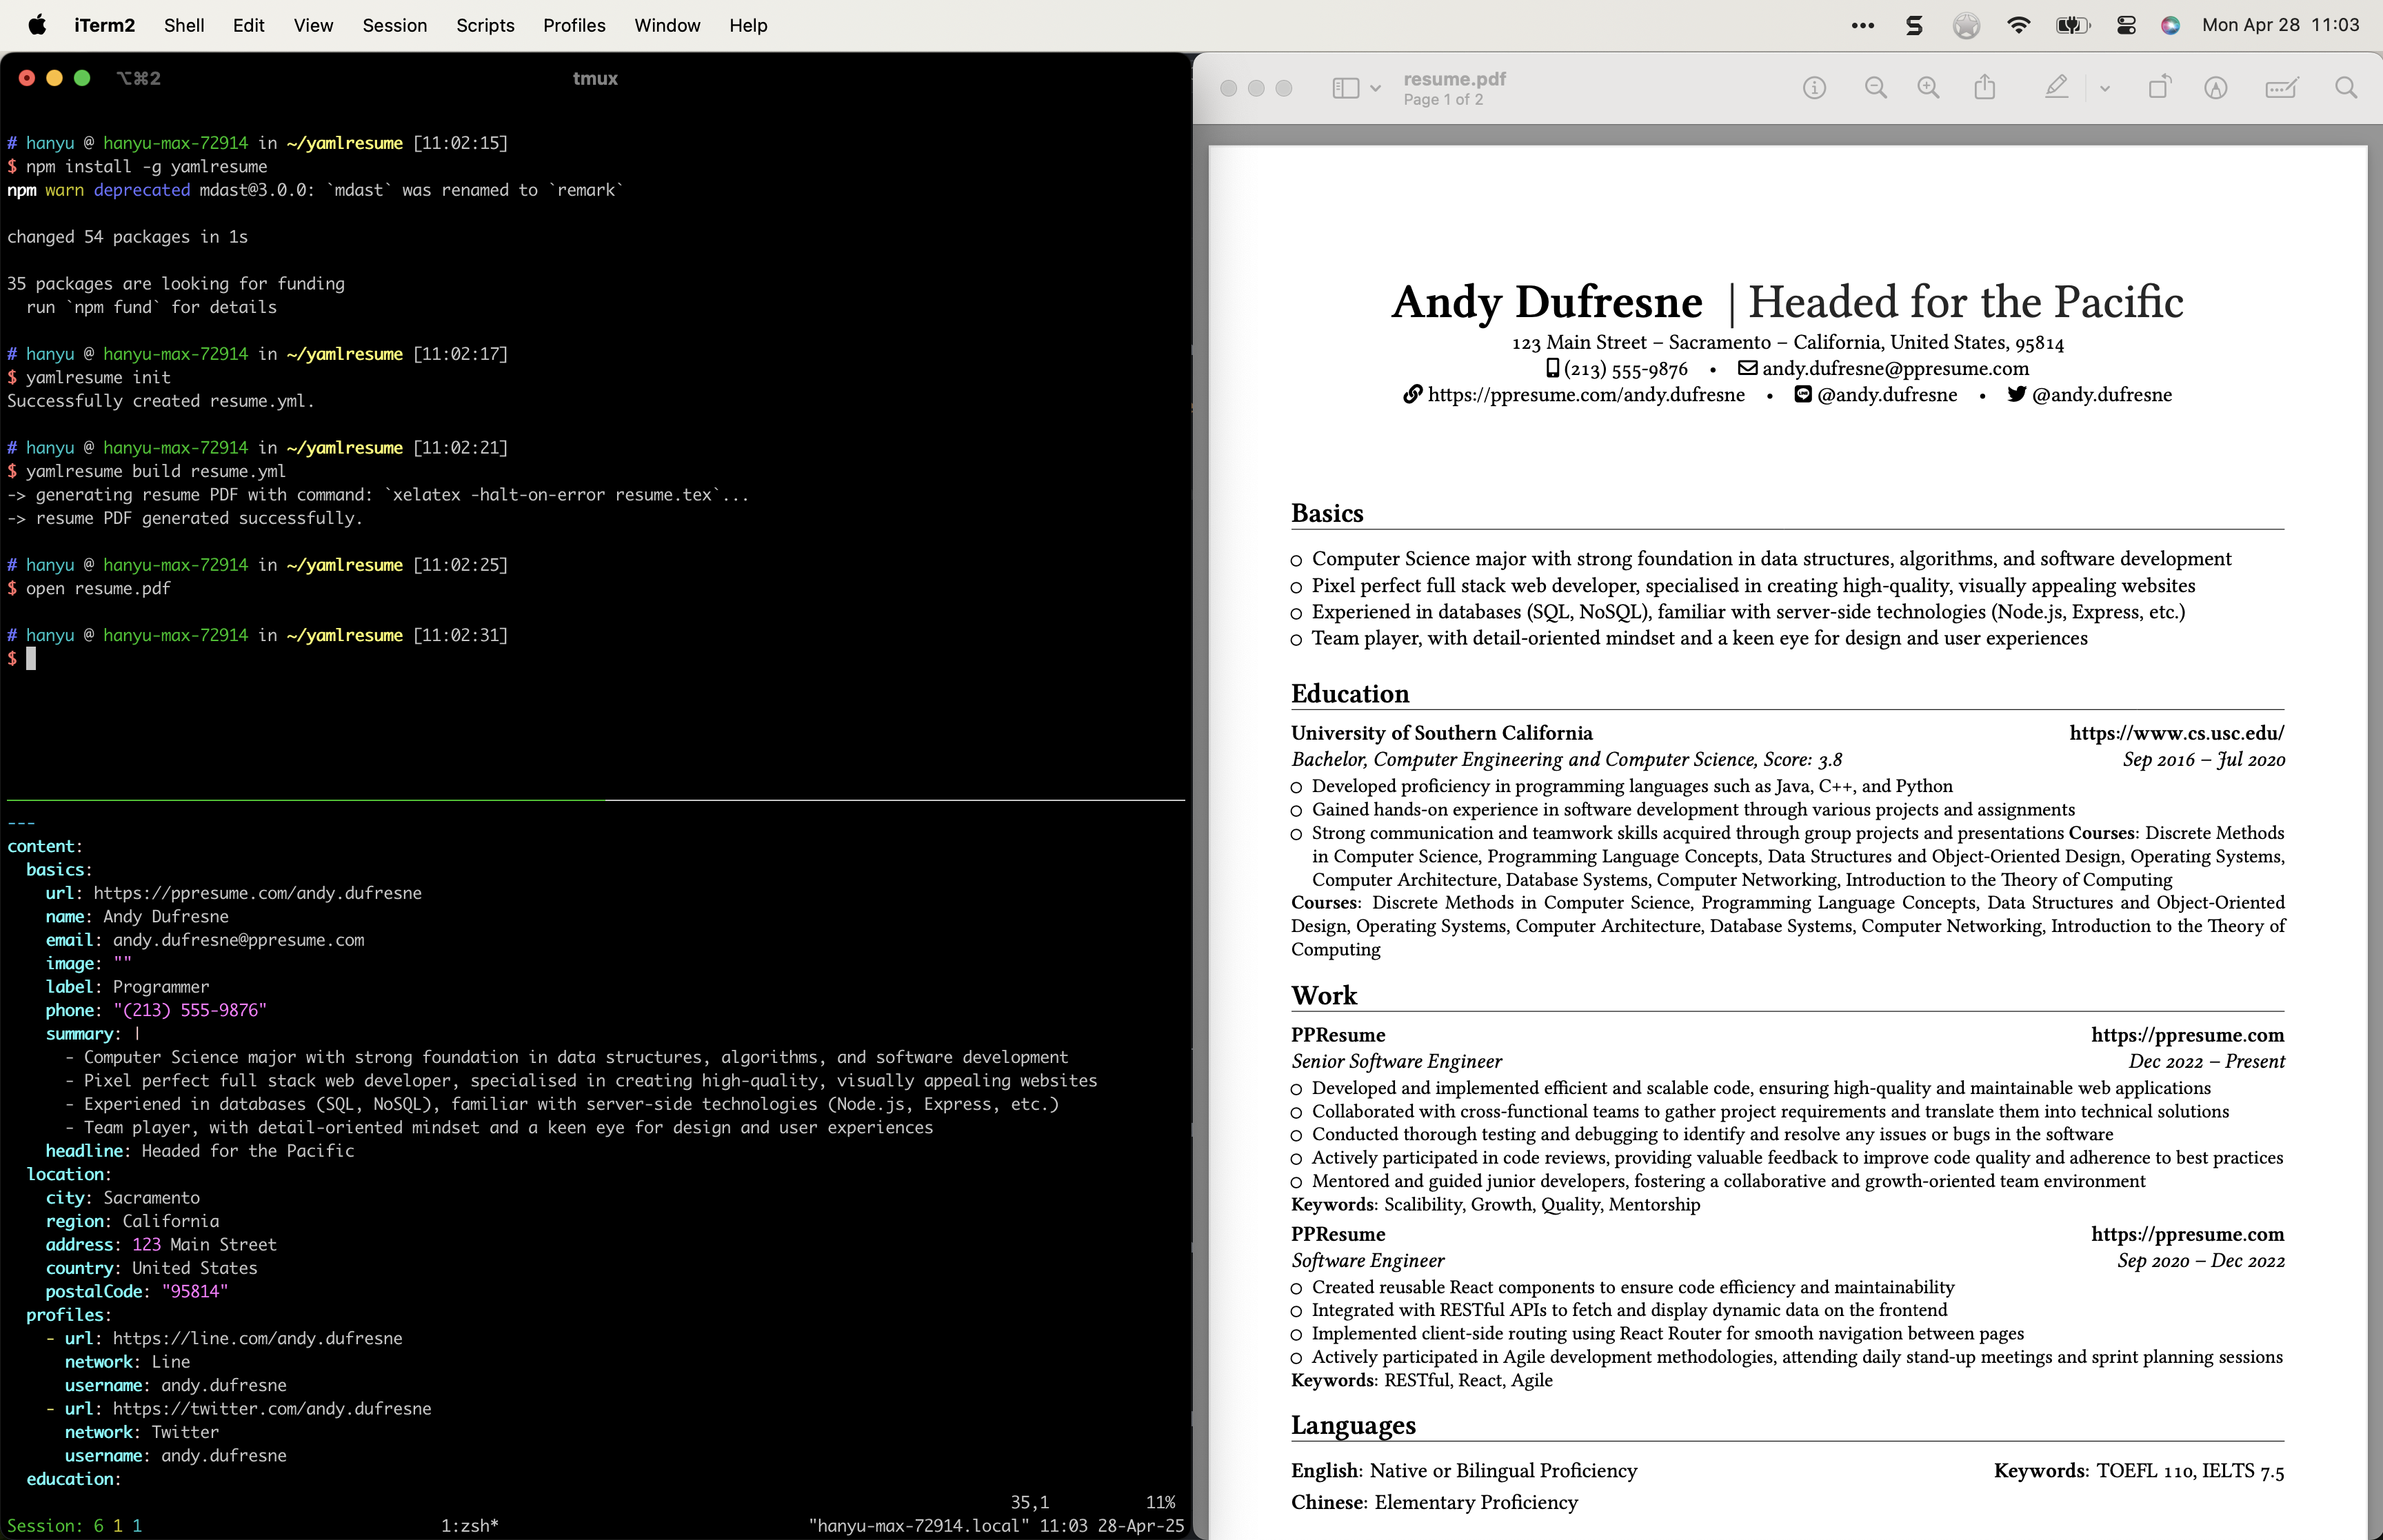 iTerm2 Shell Edit View Session Scripts Profiles Window Help
Mon Apr 28 11:03
⌥⌘2 tmux
# hanyu @ hanyu-max-72914 in ~/yamlresume [11:02:15]
$ npm install -g yamlresume
npm warn deprecated mdast@3.0.0: `mdast` was renamed to `remark`
changed 54 packages in 1s
35 packages are looking for funding
run `npm fund` for details
# hanyu @ hanyu-max-72914 in ~/yamlresume [11:02:17]
$ yamlresume init
Successfully created resume.yml.
# hanyu @ hanyu-max-72914 in ~/yamlresume [11:02:21]
$ yamlresume build resume.yml
-> generating resume PDF with command: `xelatex -halt-on-error resume.tex`...
-> resume PDF generated successfully.
# hanyu @ hanyu-max-72914 in ~/yamlresume [11:02:25]
$ open resume.pdf
# hanyu @ hanyu-max-72914 in ~/yamlresume [11:02:31]
$
---
content:
basics:
url: https://ppresume.com/andy.dufresne
name: Andy Dufresne
email: andy.dufresne@ppresume.com
image: ""
label: Programmer
phone: "(213) 555-9876"
summary: |
- Computer Science major with strong foundation in data structures, algorithms, and software development
- Pixel perfect full stack web developer, specialised in creating high-quality, visually appealing websites
- Experiened in databases (SQL, NoSQL), familiar with server-side technologies (Node.js, Express, etc.)
- Team player, with detail-oriented mindset and a keen eye for design and user experiences
headline: Headed for the Pacific
location:
city: Sacramento
region: California
address: 123 Main Street
country: United States
postalCode: "95814"
profiles:
- url: https://line.com/andy.dufresne
network: Line
username: andy.dufresne
- url: https://twitter.com/andy.dufresne
network: Twitter
username: andy.dufresne
education:
35,1 11%
Session: 6 1 1 1:zsh* "hanyu-max-72914.local" 11:03 28-Apr-25
resume.pdf
Page 1 of 2
Andy Dufresne | Headed for the Pacific
123 Main Street – Sacramento – California, United States, 95814
(213) 555-9876 • andy.dufresne@ppresume.com
https://ppresume.com/andy.dufresne • @andy.dufresne • @andy.dufresne
Basics
Computer Science major with strong foundation in data structures, algorithms, and software development
Pixel perfect full stack web developer, specialised in creating high-quality, visually appealing websites
Experiened in databases (SQL, NoSQL), familiar with server-side technologies (Node.js, Express, etc.)
Team player, with detail-oriented mindset and a keen eye for design and user experiences
Education
University of Southern California https://www.cs.usc.edu/
Bachelor, Computer Engineering and Computer Science, Score: 3.8 Sep 2016 – Jul 2020
Developed proficiency in programming languages such as Java, C++, and Python
Gained hands-on experience in software development through various projects and assignments
Strong communication and teamwork skills acquired through group projects and presentations Courses: Discrete Methods
in Computer Science, Programming Language Concepts, Data Structures and Object-Oriented Design, Operating Systems,
Computer Architecture, Database Systems, Computer Networking, Introduction to the Theory of Computing
Courses: Discrete Methods in Computer Science, Programming Language Concepts, Data Structures and Object-Oriented
Design, Operating Systems, Computer Architecture, Database Systems, Computer Networking, Introduction to the Theory of
Computing
Work
PPResume https://ppresume.com
Senior Software Engineer Dec 2022 – Present
Developed and implemented efficient and scalable code, ensuring high-quality and maintainable web applications
Collaborated with cross-functional teams to gather project requirements and translate them into technical solutions
Conducted thorough testing and debugging to identify and resolve any issues or bugs in the software
Actively participated in code reviews, providing valuable feedback to improve code quality and adherence to best practices
Mentored and guided junior developers, fostering a collaborative and growth-oriented team environment
Keywords: Scalibility, Growth, Quality, Mentorship
PPResume https://ppresume.com
Software Engineer Sep 2020 – Dec 2022
Created reusable React components to ensure code efficiency and maintainability
Integrated with RESTful APIs to fetch and display dynamic data on the frontend
Implemented client-side routing using React Router for smooth navigation between pages
Actively participated in Agile development methodologies, attending daily stand-up meetings and sprint planning sessions
Keywords: RESTful, React, Agile
Languages
English: Native or Bilingual Proficiency Keywords: TOEFL 110, IELTS 7.5
Chinese: Elementary Proficiency